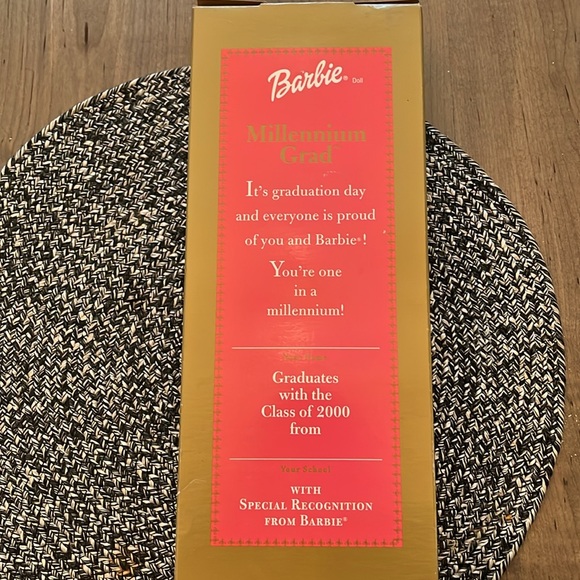 Barbie® Doll
Millennium
Grad
It's graduation day
and everyone is proud
of you and Barbie®!
You're one
in a
millennium!
Graduates
with the
Class of 2000
from
Your School
WITH
SPECIAL RECOGNITION
FROM BARBIE®